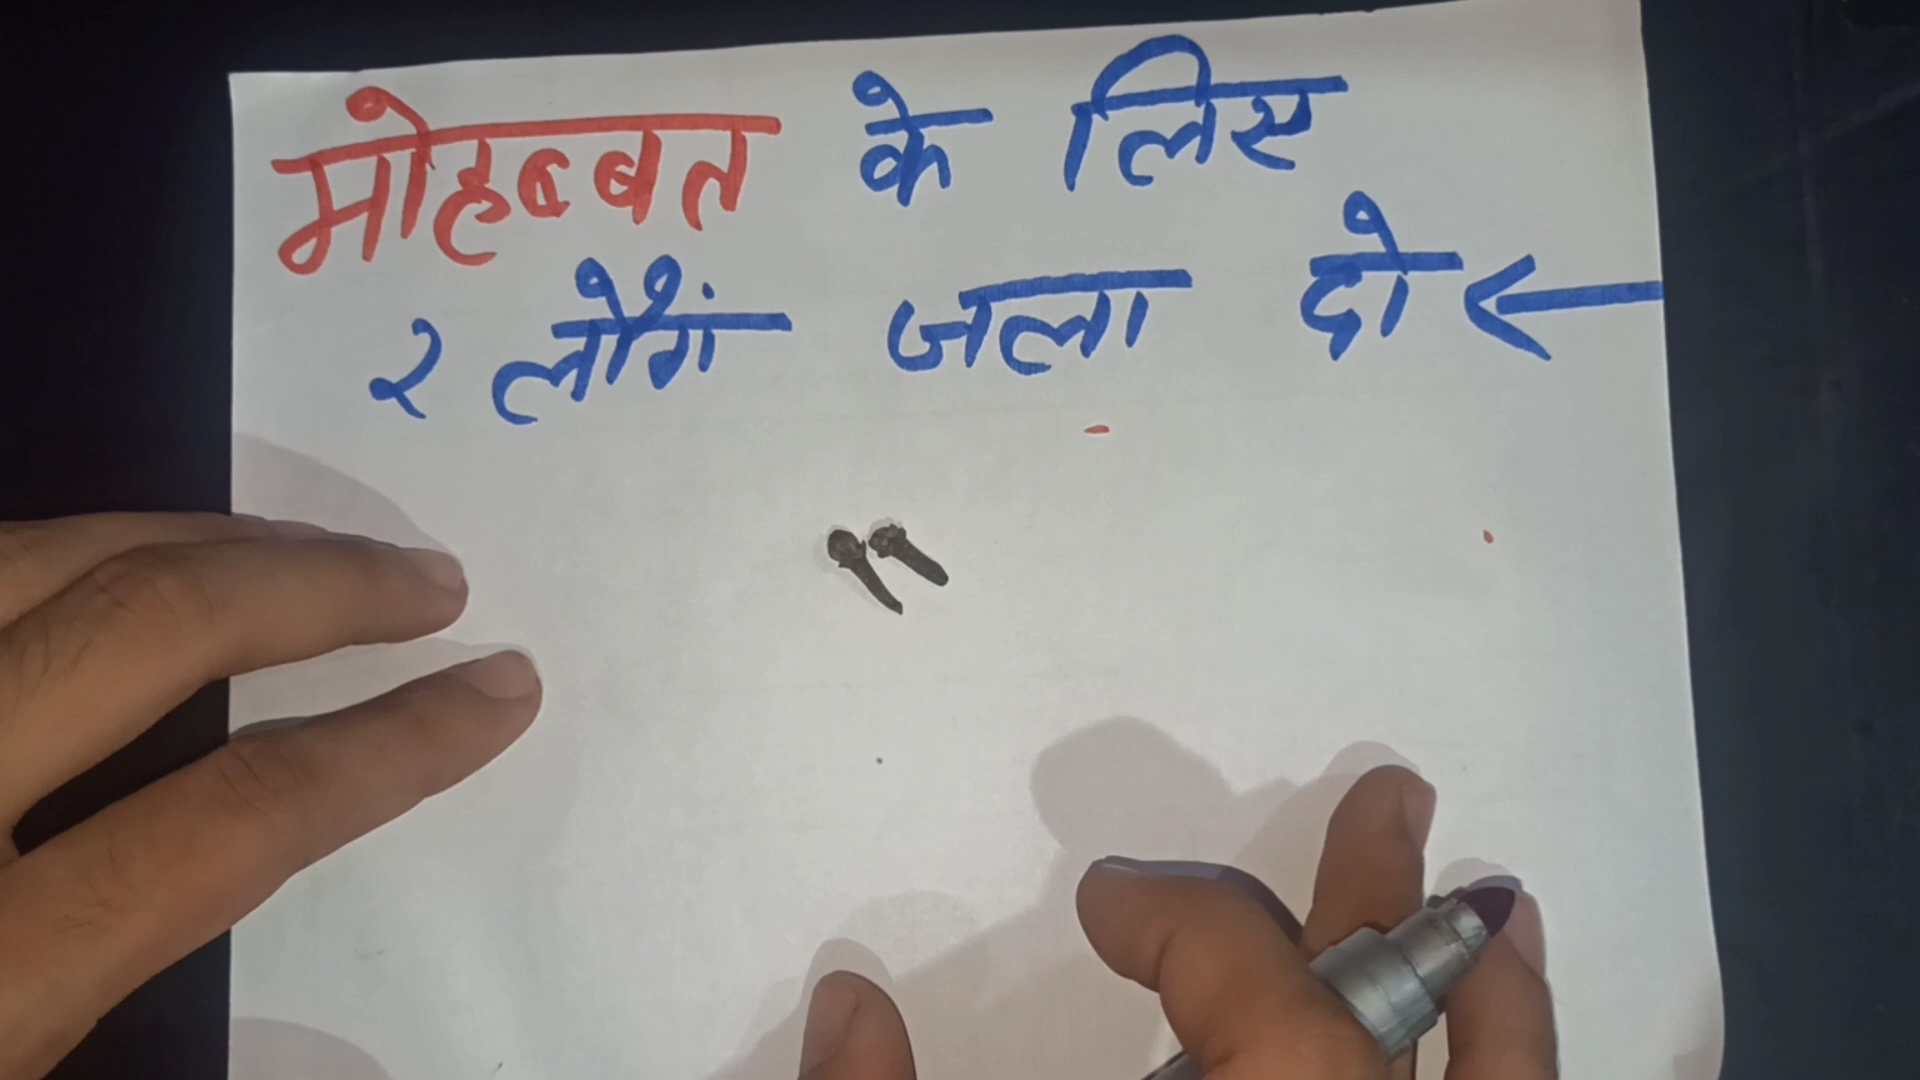 मोहब्बत के लिए
२ लौंग जला दो